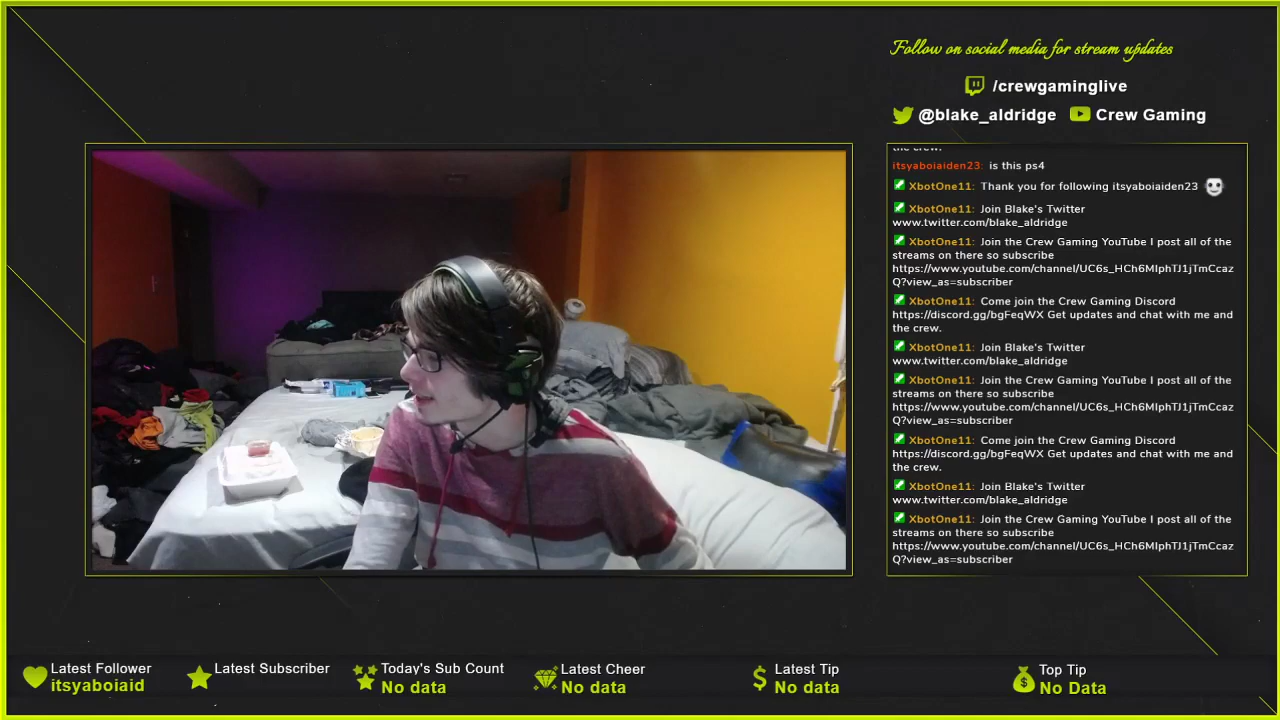 Follow on social media for stream updates
/crewgaminglive
@blake_aldridge Crew Gaming
the crew.
itsyaboiaiden23: is this ps4
XbotOne11: Thank you for following itsyaboiaiden23
XbotOne11: Join Blake's Twitter
www.twitter.com/blake_aldridge
XbotOne11: Join the Crew Gaming YouTube I post all of the
streams on there so subscribe
https://www.youtube.com/channel/UC6s_HCh6MIphTJ1jTmCcaz
Q?view_as=subscriber
XbotOne11: Come join the Crew Gaming Discord
https://discord.gg/bgFeqWX Get updates and chat with me and
the crew.
XbotOne11: Join Blake's Twitter
www.twitter.com/blake_aldridge
XbotOne11: Join the Crew Gaming YouTube I post all of the
streams on there so subscribe
https://www.youtube.com/channel/UC6s_HCh6MIphTJ1jTmCcaz
Q?view_as=subscriber
XbotOne11: Come join the Crew Gaming Discord
https://discord.gg/bgFeqWX Get updates and chat with me and
the crew.
XbotOne11: Join Blake's Twitter
www.twitter.com/blake_aldridge
XbotOne11: Join the Crew Gaming YouTube I post all of the
streams on there so subscribe
https://www.youtube.com/channel/UC6s_HCh6MIphTJ1jTmCcaz
Q?view_as=subscriber
Latest Follower
itsyaboiaid
Latest Subscriber
Today's Sub Count
No data
Latest Cheer
No data
Latest Tip
No data
Top Tip
No Data